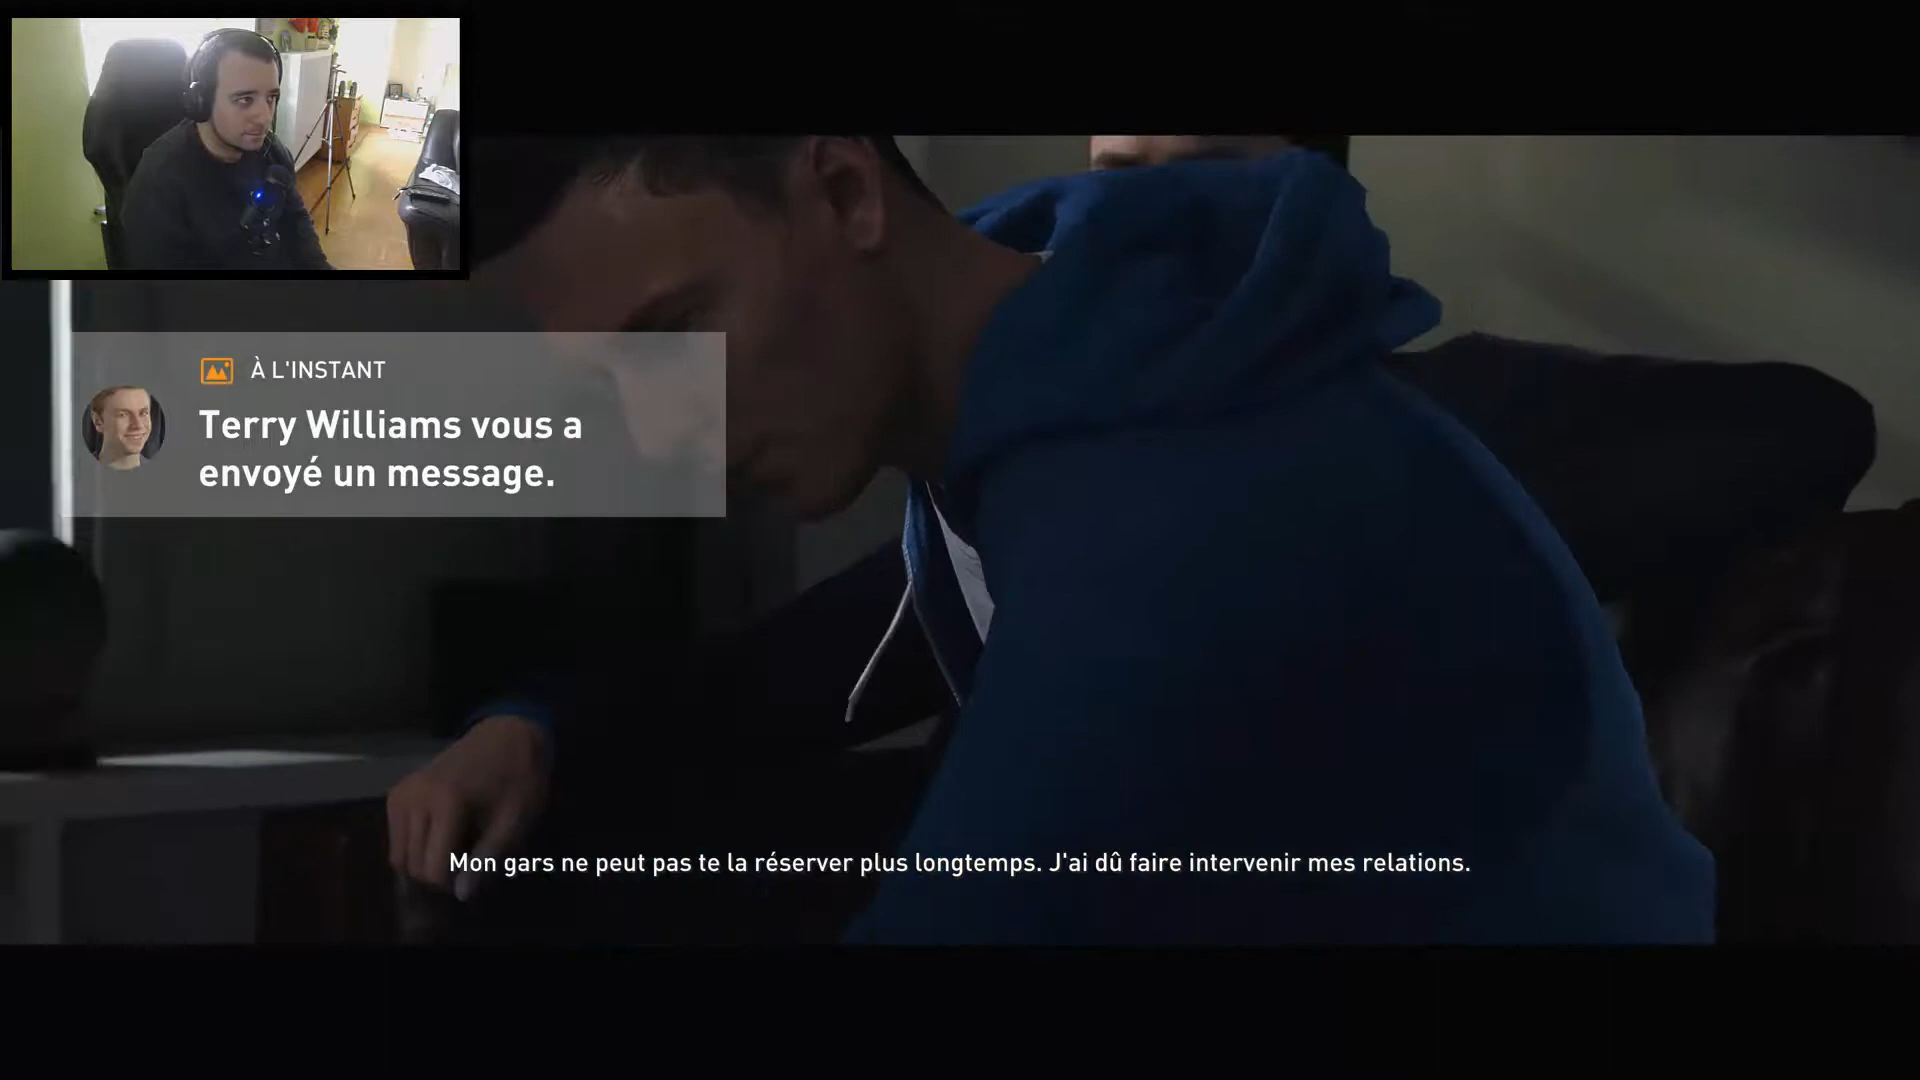 À L'INSTANT
Terry Williams vous a
envoyé un message.
Mon gars ne peut pas te la réserver plus longtemps. J'ai dû faire intervenir mes relations.